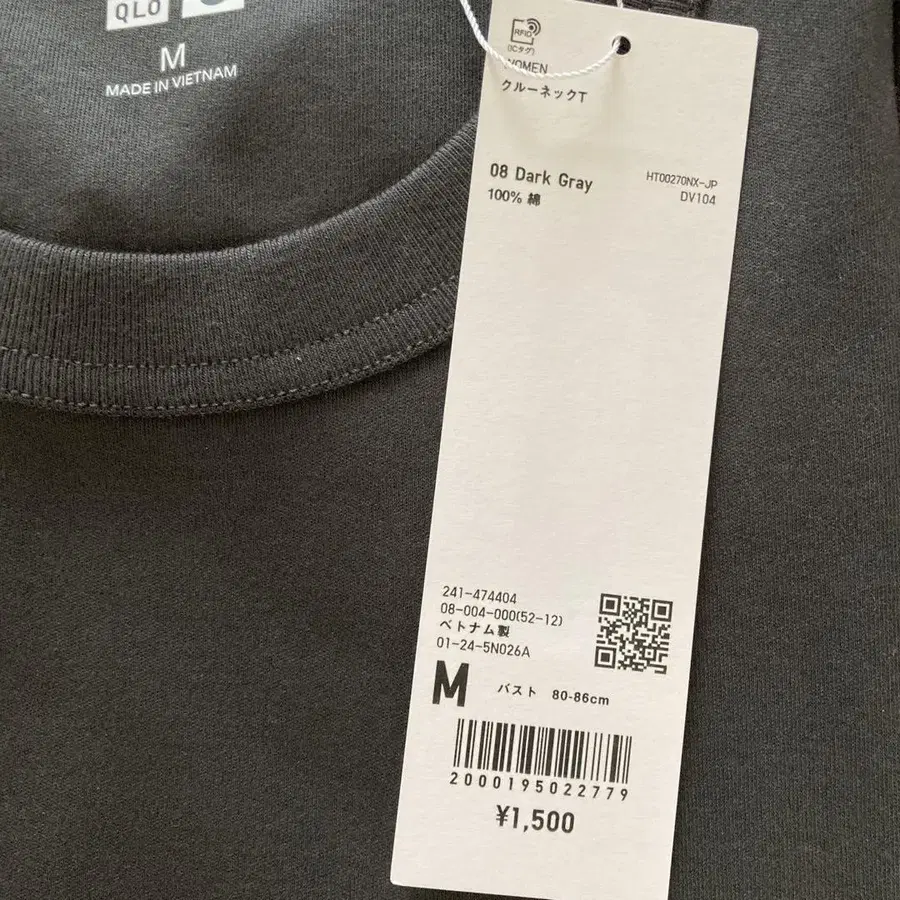 QLO
M
MADE IN VIETNAM
RFID
(ICタグ)
WOMEN
クルーネックT
08 Dark Gray
100% 綿
HT00270NX-JP
DV104
241-474404
08-004-000(52-12)
ベトナム製
01-24-5N026A
M バスト 80-86cm
2000195022779
¥1,500